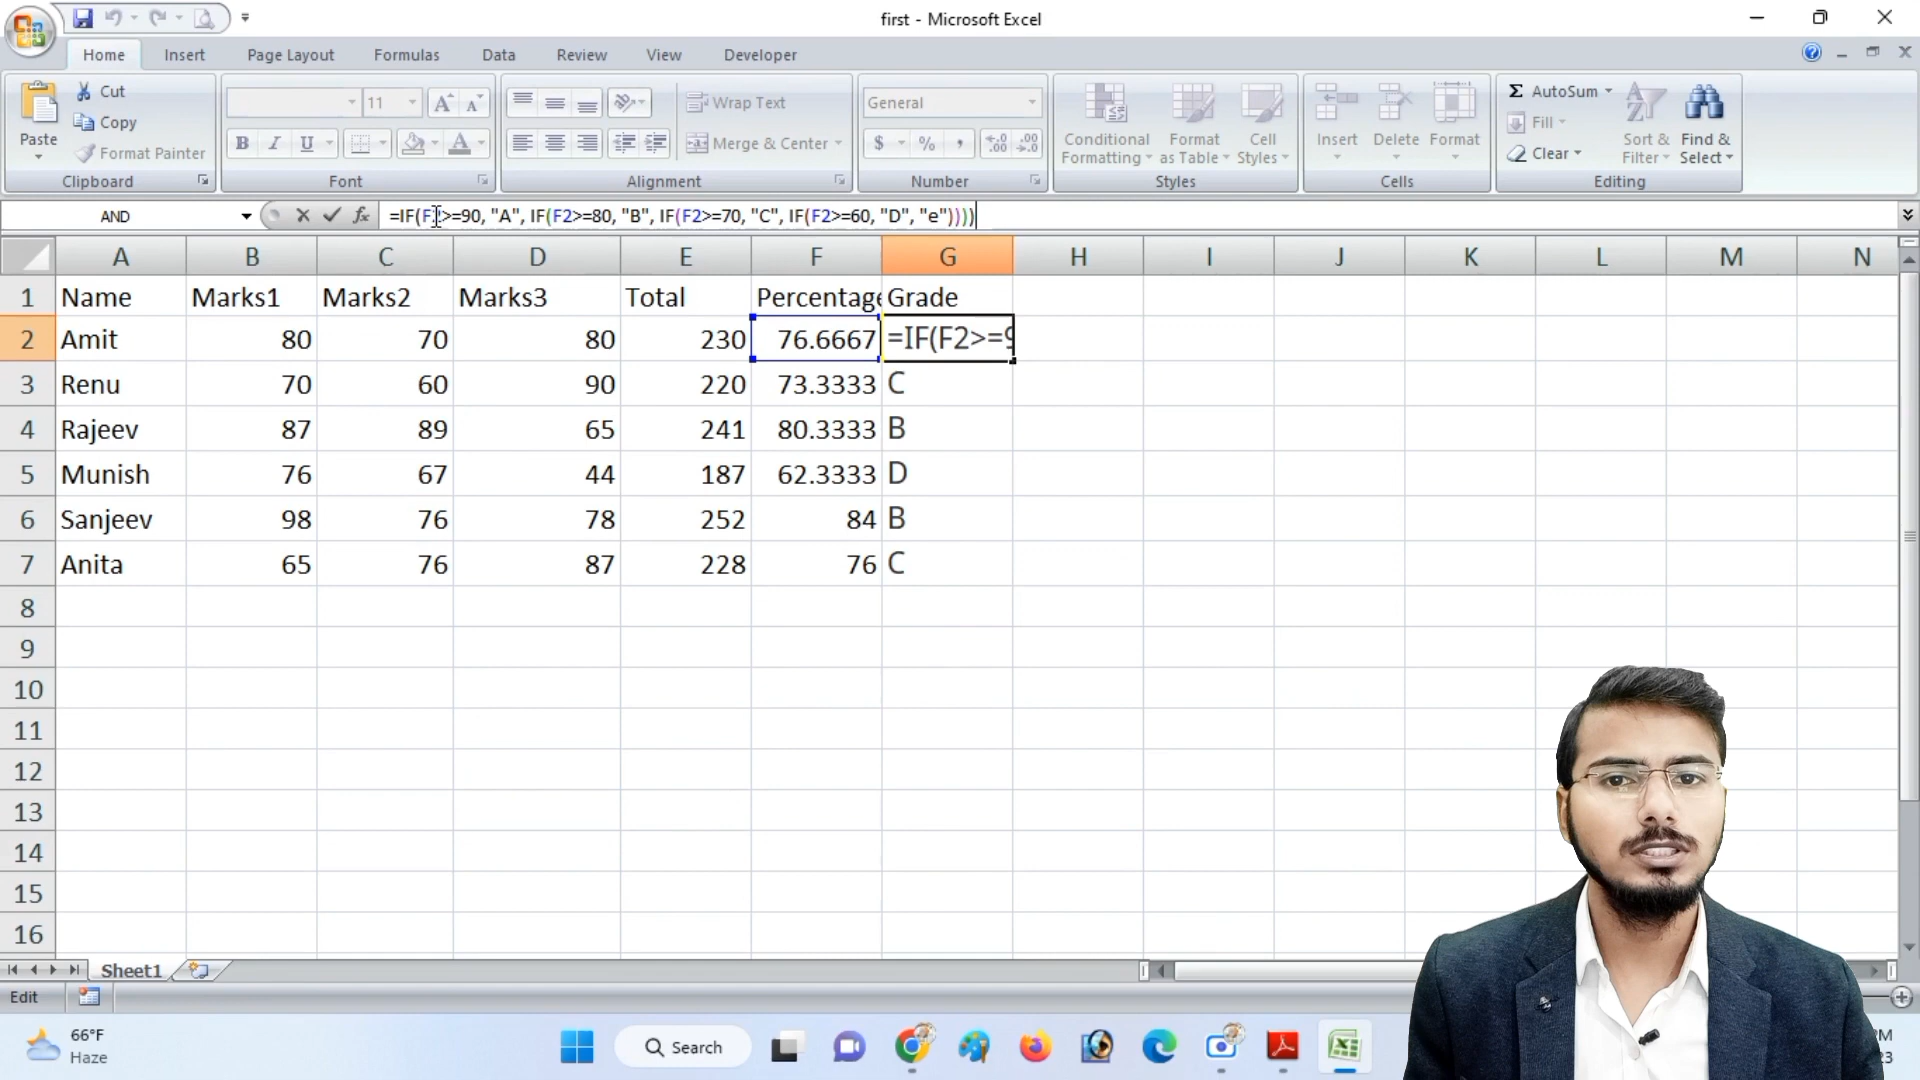 first - Microsoft Excel
Home Insert Page Layout Formulas Data Review View Developer
Cut
Copy
Format Painter
Paste
Clipboard
11
B I U
A A A
Font
Wrap Text
Merge & Center
Alignment
General
$ % ,
Number
Conditional Formatting
Format as Table
Cell Styles
Styles
Insert Delete Format
Cells
Σ AutoSum
Fill
Clear
Sort & Filter
Find & Select
Editing
AND fx =IF(F2>=90, "A", IF(F2>=80, "B", IF(F2>=70, "C", IF(F2>=60, "D", "e"))))
A B C D E F G H I J K L M N
1 Name Marks1 Marks2 Marks3 Total Percentage Grade
2 Amit 80 70 80 230 76.6667 =IF(F2>=9
3 Renu 70 60 90 220 73.3333 C
4 Rajeev 87 89 65 241 80.3333 B
5 Munish 76 67 44 187 62.3333 D
6 Sanjeev 98 76 78 252 84 B
7 Anita 65 76 87 228 76 C
8
9
10
11
12
13
14
15
16
Sheet1
Edit
66°F
Haze
Search